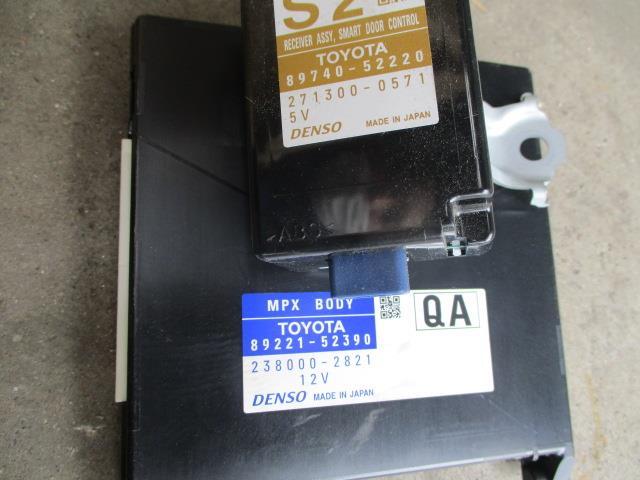 S2
RECEIVER ASSY, SMART DOOR CONTROL
TOYOTA
89740-52220
271300-0571
5V
DENSO MADE IN JAPAN
>ABS<
MPX BODY
QA
TOYOTA
89221-52390
238000-2821
12V
DENSO MADE IN JAPAN